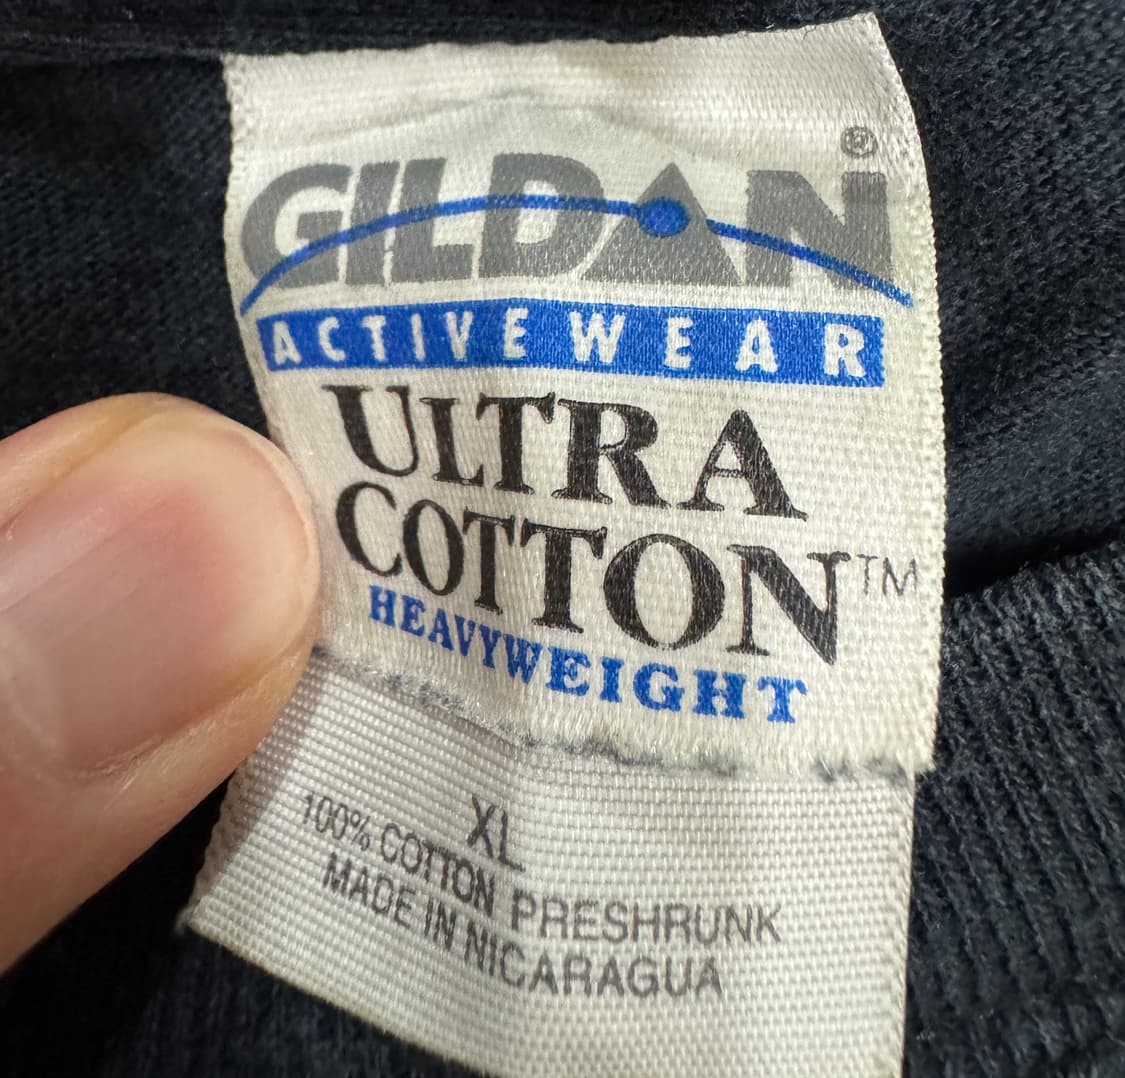 GILDAN®
ACTIVEWEAR
ULTRA
COTTON™
HEAVYWEIGHT
XL
100% COTTON PRESHRUNK
MADE IN NICARAGUA